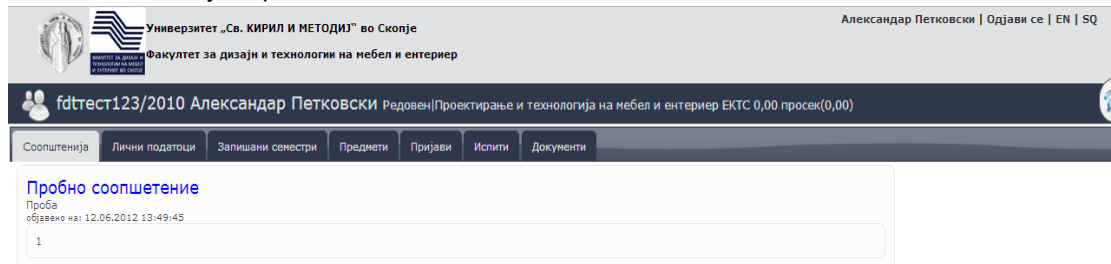 Универзитет „Св. КИРИЛ И МЕТОДИЈ" во Скопје
Александар Петковски | Одјави се | EN | SQ
Факултет за дизајн и технологии на мебел и ентериер
fdtтест123/2010 Александар Петковски Редовен|Проектирање и технологија на мебел и ентериер ЕКТС 0,00 просек(0,00)
Соопштенија Лични податоци Запишани семестри Предмети Пријави Испити Документи
Пробно соопшетение
Проба
објавено на: 12.06.2012 13:49:45
1